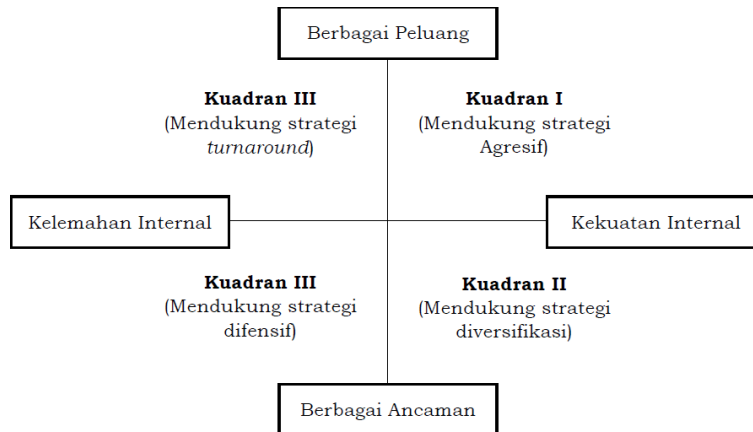 Berbagai Peluang
Kuadran III
(Mendukung strategi
turnaround)
Kuadran I
(Mendukung strategi
Agresif)
Kelemahan Internal
Kekuatan Internal
Kuadran III
(Mendukung strategi
difensif)
Kuadran II
(Mendukung strategi
diversifikasi)
Berbagai Ancaman